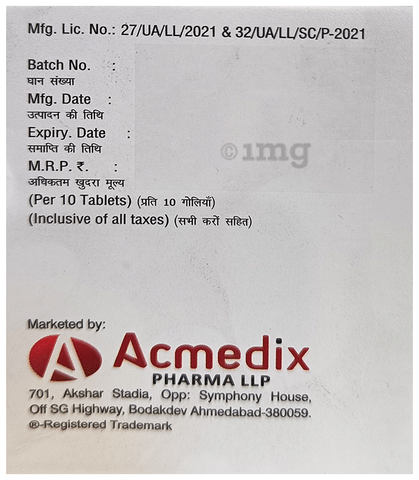 Mfg. Lic. No.: 27/UA/LL/2021 & 32/UA/LL/SC/P-2021
Batch No. :
घान संख्या
Mfg. Date :
उत्पादन की तिथि
Expiry. Date :
समाप्ति की तिथि
M.R.P. ₹. :
अधिकतम खुदरा मूल्य
(Per 10 Tablets) (प्रति 10 गोलियाँ)
(Inclusive of all taxes) (सभी करों सहित)
©1mg
Marketed by:
Acmedix
PHARMA LLP
701, Akshar Stadia, Opp: Symphony House,
Off SG Highway, Bodakdev Ahmedabad-380059.
®-Registered Trademark